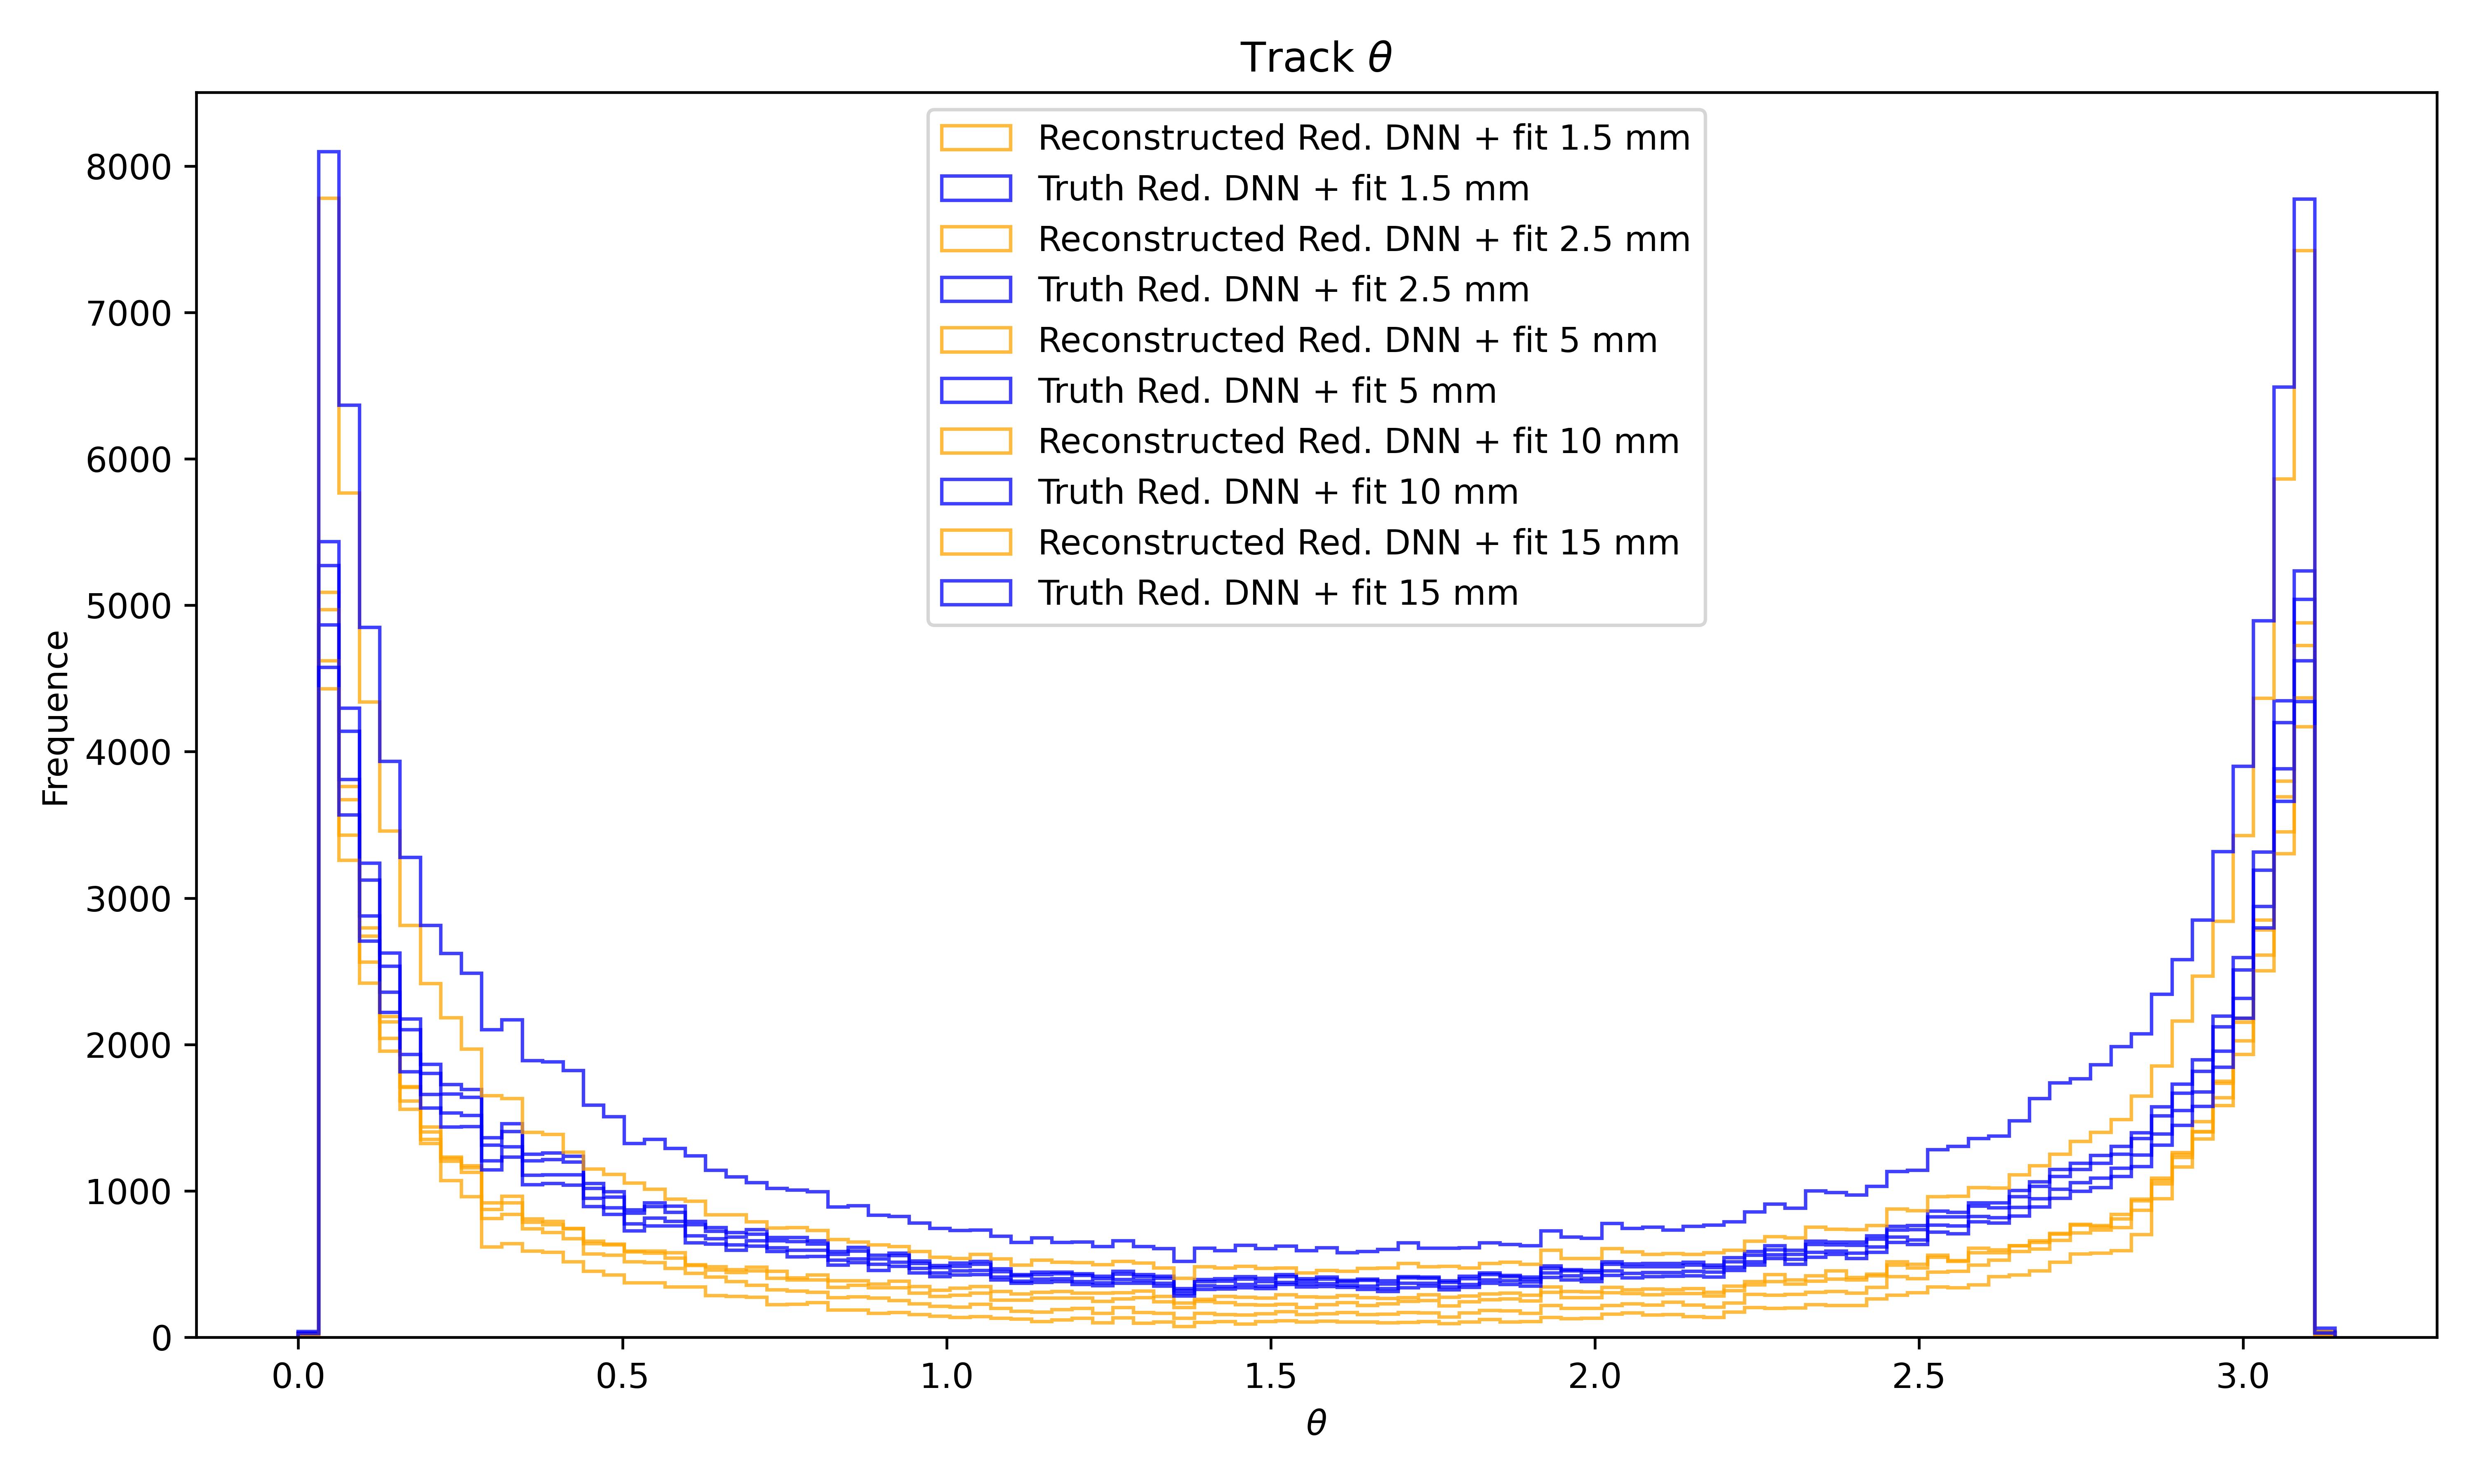 Track θ
Frequence
8000
7000
6000
5000
4000
3000
2000
1000
0
Reconstructed Red. DNN + fit 1.5 mm
Truth Red. DNN + fit 1.5 mm
Reconstructed Red. DNN + fit 2.5 mm
Truth Red. DNN + fit 2.5 mm
Reconstructed Red. DNN + fit 5 mm
Truth Red. DNN + fit 5 mm
Reconstructed Red. DNN + fit 10 mm
Truth Red. DNN + fit 10 mm
Reconstructed Red. DNN + fit 15 mm
Truth Red. DNN + fit 15 mm
0.0 0.5 1.0 1.5 2.0 2.5 3.0
θ